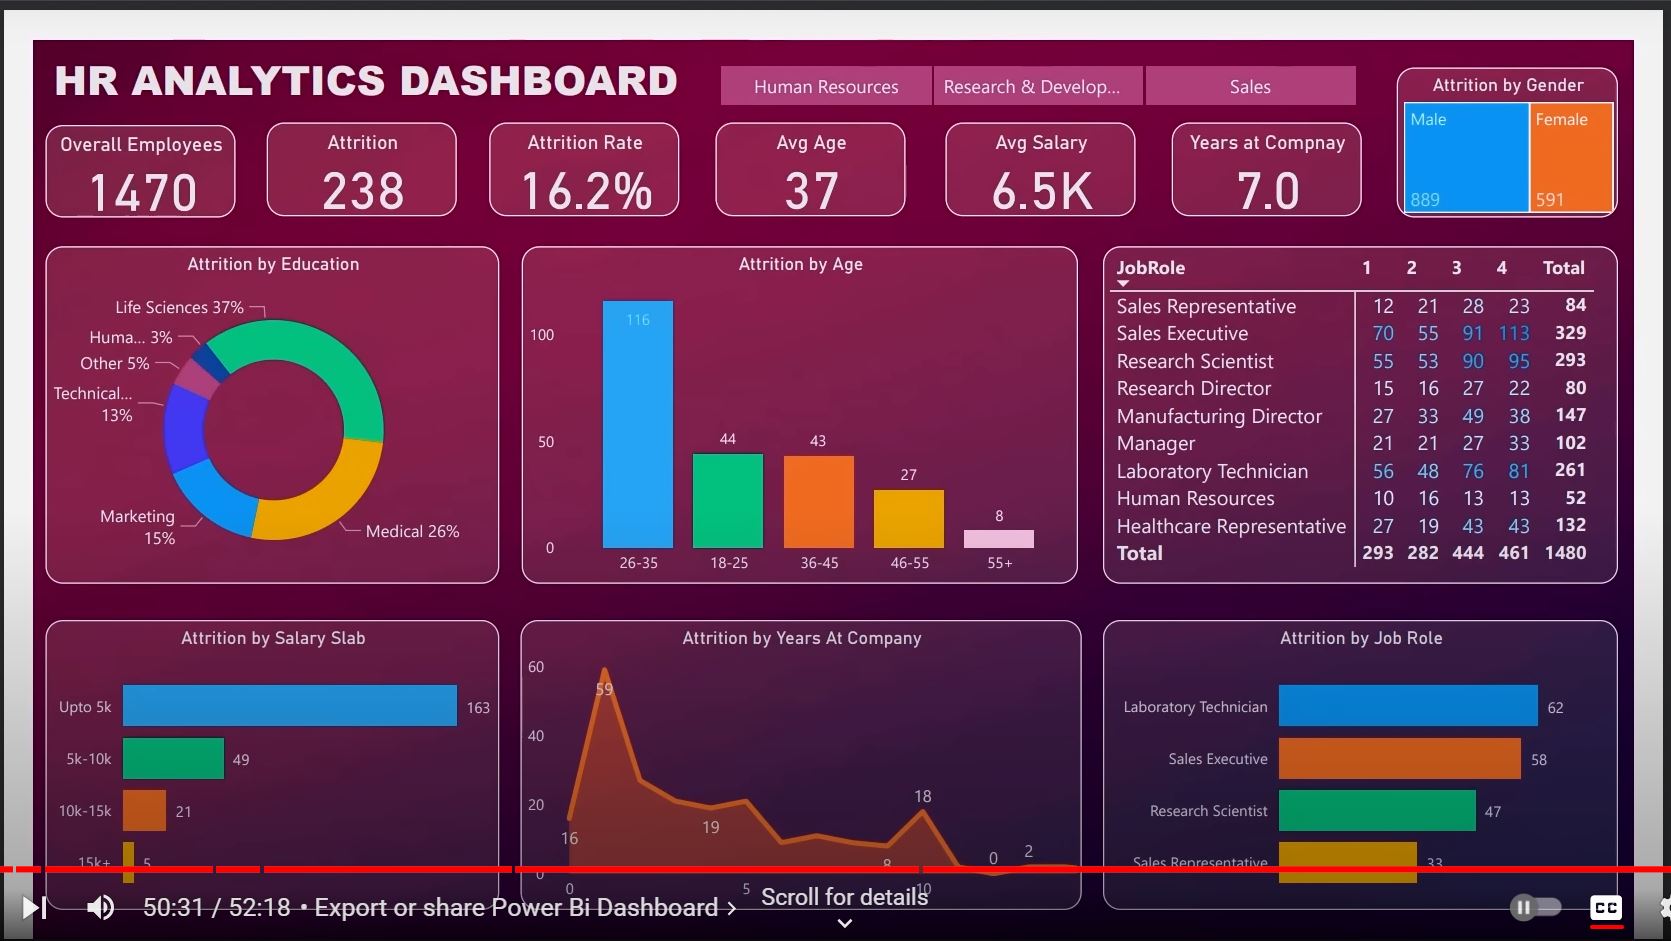 HR ANALYTICS DASHBOARD
Human Resources
Research & Develop...
Sales
Attrition by Gender
Male
Female
889
591
Overall Employees
1470
Attrition
238
Attrition Rate
16.2%
Avg Age
37
Avg Salary
6.5K
Years at Compnay
7.0
Attrition by Education
Life Sciences 37%
Huma... 3%
Other 5%
Technical...
13%
Marketing
15%
Medical 26%
Attrition by Age
100
50
0
116
44
43
27
8
26-35
18-25
36-45
46-55
55+
JobRole 1 2 3 4 Total
Sales Representative 12 21 28 23 84
Sales Executive 70 55 91 113 329
Research Scientist 55 53 90 95 293
Research Director 15 16 27 22 80
Manufacturing Director 27 33 49 38 147
Manager 21 21 27 33 102
Laboratory Technician 56 48 76 81 261
Human Resources 10 16 13 13 52
Healthcare Representative 27 19 43 43 132
Total 293 282 444 461 1480
Attrition by Salary Slab
Upto 5k 163
5k-10k 49
10k-15k 21
15k+ 5
Attrition by Years At Company
60
40
20
0
59
16
19
8
18
0
2
0
5
10
Attrition by Job Role
Laboratory Technician 62
Sales Executive 58
Research Scientist 47
Sales Representative 33
50:31 / 52:18 • Export or share Power Bi Dashboard >
Scroll for details
CC